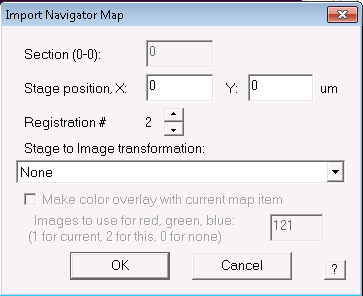 Import Navigator Map
Section (0-0): 0
Stage position, X: 0 Y: 0 um
Registration # 2
Stage to Image transformation:
None
Make color overlay with current map item
Images to use for red, green, blue: 121
(1 for current, 2 for this, 0 for none)
OK Cancel ?